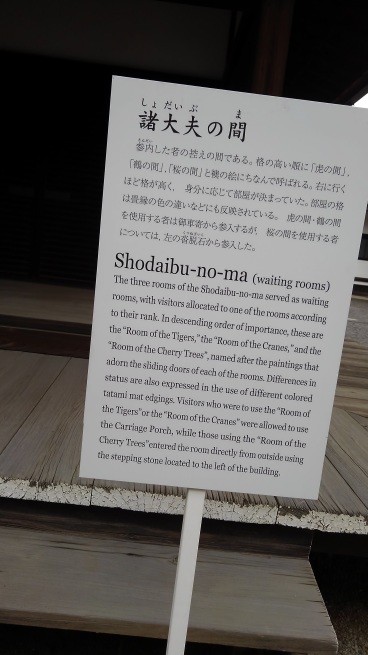 しょだいぶ ま
諸大夫の間
さんだい
参内した者の控えの間である。格の高い順に「虎の間」、
「鶴の間」、「桜の間」と襖の絵にちなんで呼ばれる。右に行く
ほど格が高く、身分に応じて部屋が決まっていた。部屋の格
は畳縁の色の違いなどにも反映されている。 虎の間・鶴の間
を使用する者は御車寄から参入するが、桜の間を使用する者
については、左の沓脱石から参入した。
Shodaibu-no-ma (waiting rooms)
The three rooms of the Shodaibu-no-ma served as waiting
rooms, with visitors allocated to one of the rooms according
to their rank. In descending order of importance, these are
the “Room of the Tigers,” the “Room of the Cranes,” and the
“Room of the Cherry Trees”, named after the paintings that
adorn the sliding doors of each of the rooms. Differences in
status are also expressed in the use of different colored
tatami mat edgings. Visitors who were to use the “Room of
the Tigers” or the “Room of the Cranes” were allowed to use
the Carriage Porch, while those using the “Room of the
Cherry Trees” entered the room directly from outside using
the stepping stone located to the left of the building.